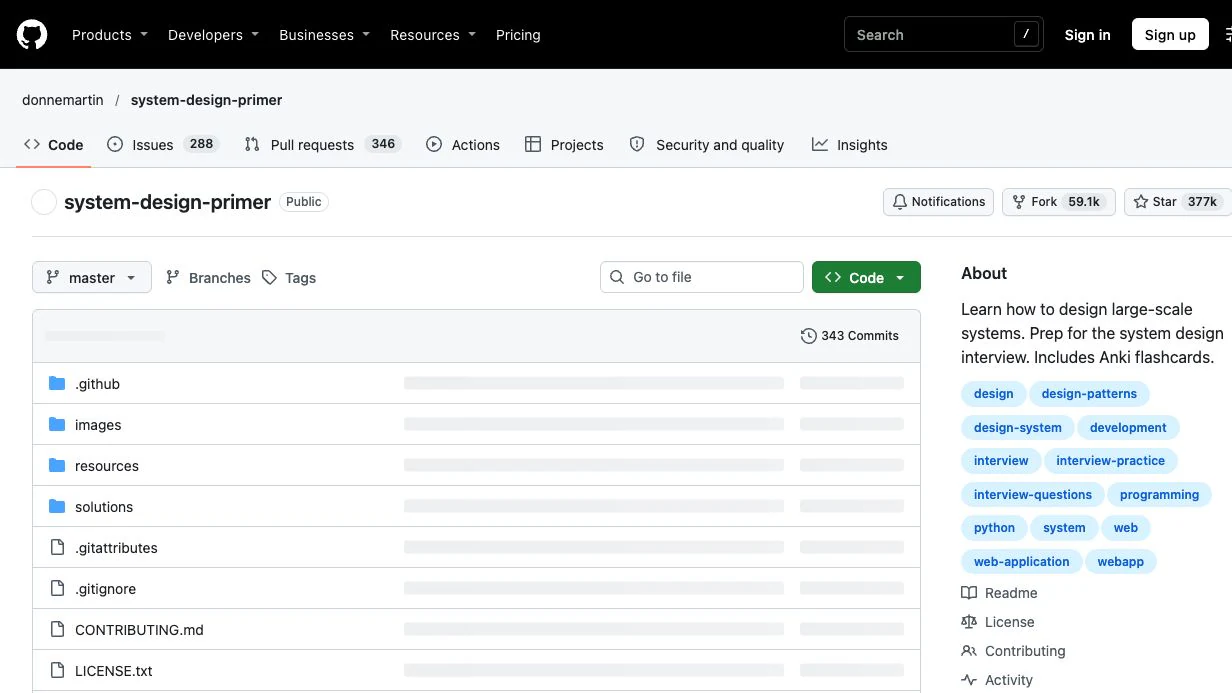 Products Developers Businesses Resources Pricing Search / Sign in Sign up
donnemartin / system-design-primer
Code Issues 288 Pull requests 346 Actions Projects Security and quality Insights
system-design-primer Public Notifications Fork 59.1k Star 377k
master Branches Tags Go to file Code
343 Commits
.github
images
resources
solutions
.gitattributes
.gitignore
CONTRIBUTING.md
LICENSE.txt
About
Learn how to design large-scale
systems. Prep for the system design
interview. Includes Anki flashcards.
design design-patterns
design-system development
interview interview-practice
interview-questions programming
python system web
web-application webapp
Readme
License
Contributing
Activity